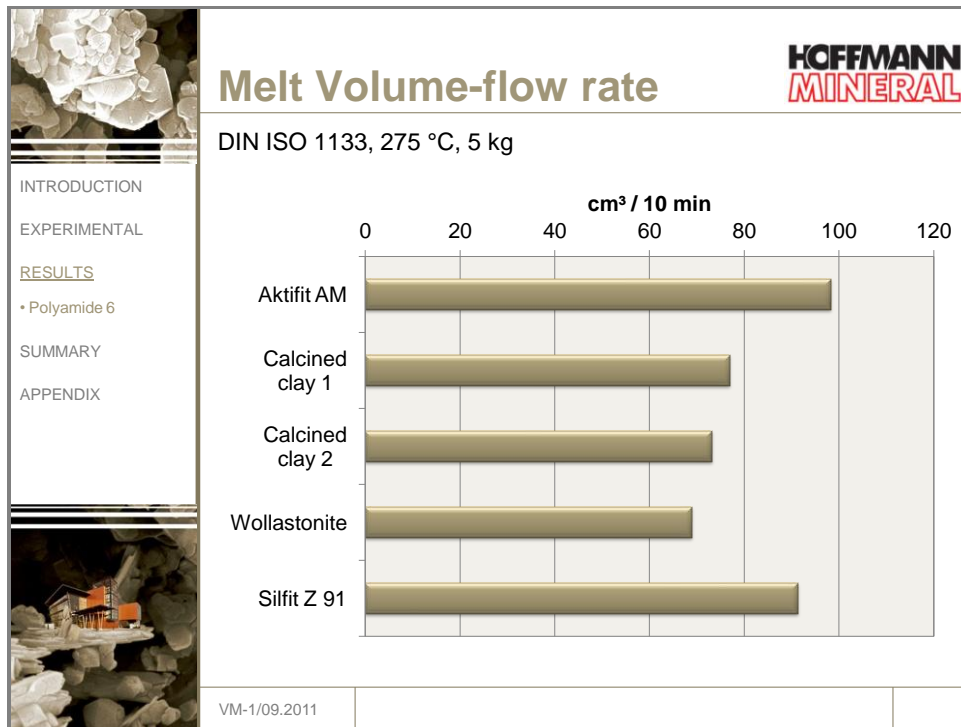 Melt Volume-flow rate
HOFFMANN
MINERAL
DIN ISO 1133, 275 °C, 5 kg
INTRODUCTION
EXPERIMENTAL
RESULTS
• Polyamide 6
SUMMARY
APPENDIX
cm³ / 10 min
0 20 40 60 80 100 120
Aktifit AM
Calcined
clay 1
Calcined
clay 2
Wollastonite
Silfit Z 91
VM-1/09.2011